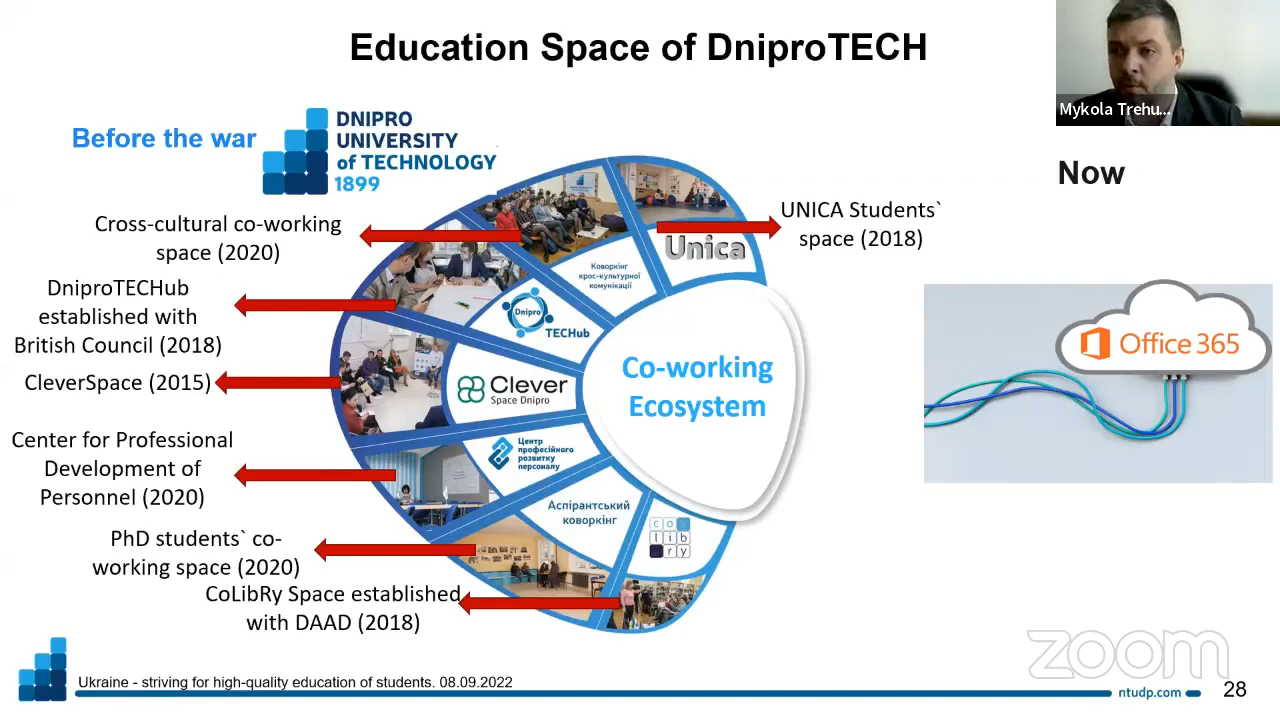 Education Space of DniproTECH
Mykola Trehu...
Before the war
DNIPRO
UNIVERSITY
of TECHNOLOGY
1899
Now
Cross-cultural co-working
space (2020)
UNICA Students`
space (2018)
Unica
Коворкінг
крос-культурної
комунікації
DniproTECHub
established with
British Council (2018)
Dnipro
TECHub
CleverSpace (2015)
Clever
Space Dnipro
Co-working
Ecosystem
Office 365
Center for Professional
Development of
Personnel (2020)
Центр
професійного
розвитку
персоналу
Аспірантський
коворкінг
PhD students` co-
working space (2020)
co
lib
ry
CoLibRy Space established
with DAAD (2018)
zoom
Ukraine - striving for high-quality education of students. 08.09.2022
ntudp.com
28